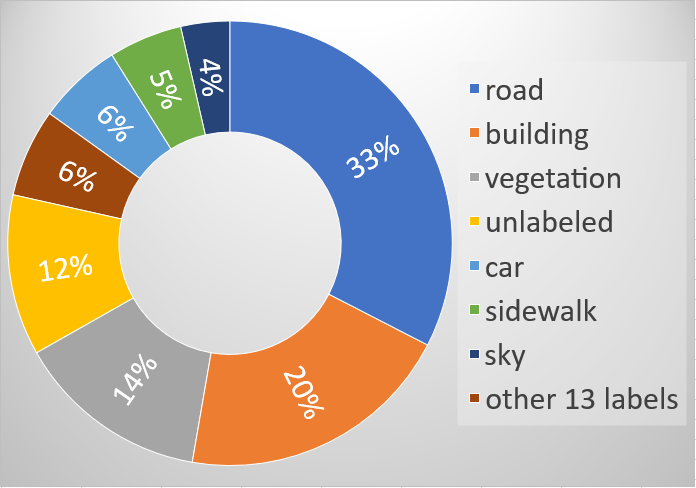 33%
20%
14%
12%
6%
6%
5%
4%
road
building
vegetation
unlabeled
car
sidewalk
sky
other 13 labels